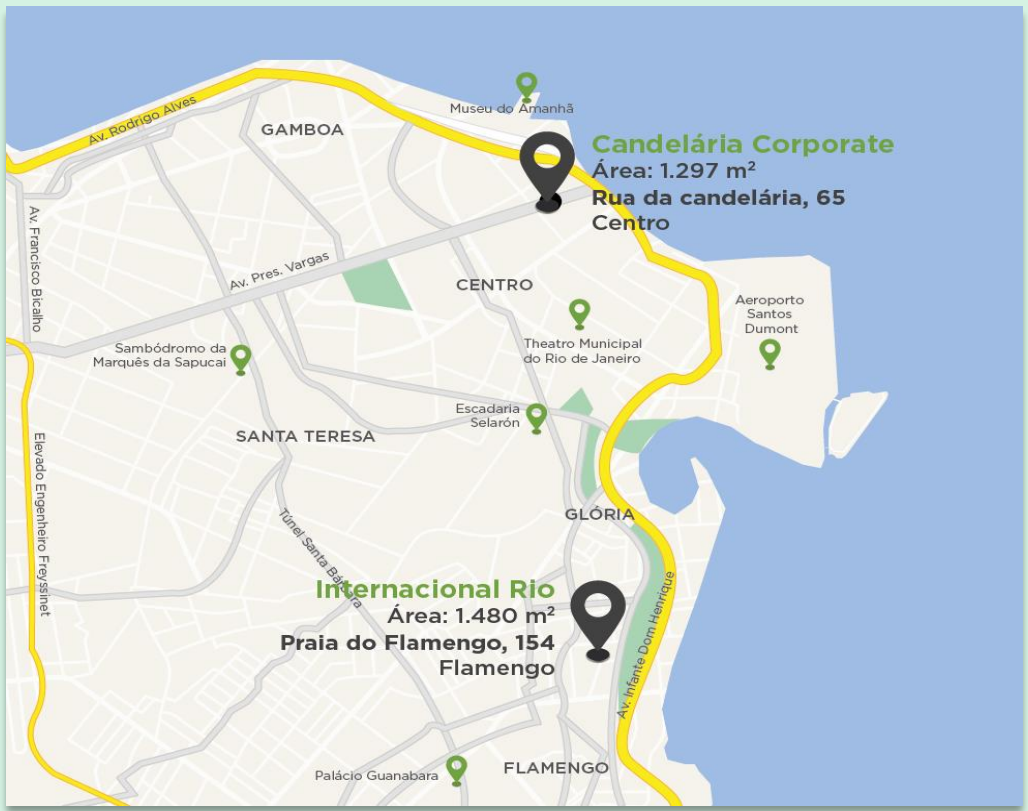 Museu do Amanhã
Av. Rodrigo Alves
GAMBOA
Candelária Corporate
Área: 1.297 m²
Rua da candelária, 65
Centro
Av. Francisco Bicalho
Av. Pres. Vargas
CENTRO
Aeroporto
Santos
Dumont
Theatro Municipal
do Rio de Janeiro
Sambódromo da
Marquês da Sapucaí
Escadaria
Selarón
SANTA TERESA
Elevado Engenheiro Freyssinet
GLÓRIA
Túnel Santa Bárbara
Internacional Rio
Área: 1.480 m²
Praia do Flamengo, 154
Flamengo
Av. Infante Dom Henrique
FLAMENGO
Palácio Guanabara